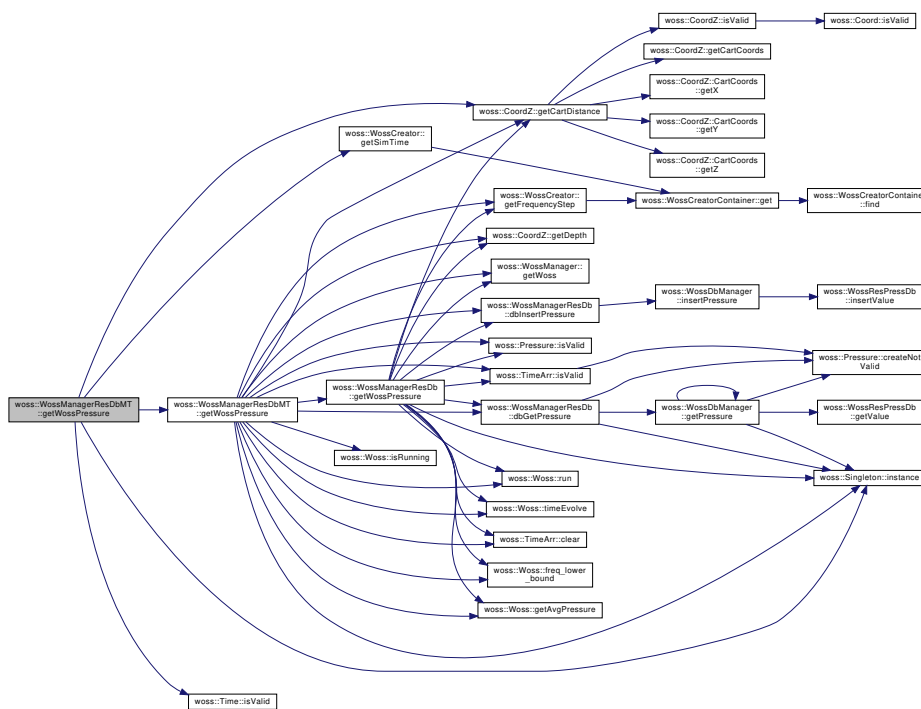 woss::CoordZ::isValid
woss::Coord::isValid
woss::CoordZ::getCartCoords
woss::CoordZ::CartCoords
::getX
woss::CoordZ::getCartDistance
woss::CoordZ::CartCoords
::getY
woss::WossCreator::
getSimTime
woss::CoordZ::CartCoords
::getZ
woss::WossCreator::
getFrequencyStep
woss::WossCreatorContainer::get
woss::WossCreatorContaine
::find
woss::CoordZ::getDepth
woss::WossManager::
getWoss
woss::WossManagerResDb
::dbInsertPressure
woss::WossDbManager
::insertPressure
woss::WossResPressDb
::insertValue
woss::Pressure::isValid
woss::Pressure::createNot
Valid
woss::TimeArr::isValid
woss::WossManagerResDb
::getWossPressure
woss::WossManagerResDbMT
::getWossPressure
woss::WossManagerResDbMT
::getWossPressure
woss::WossManagerResDb
::dbGetPressure
woss::WossDbManager
::getPressure
woss::WossResPressDb
::getValue
woss::Woss::isRunning
woss::Woss::run
woss::Singleton::instance
woss::Woss::timeEvolve
woss::TimeArr::clear
woss::Woss::freq_lower
_bound
woss::Woss::getAvgPressure
woss::Time::isValid